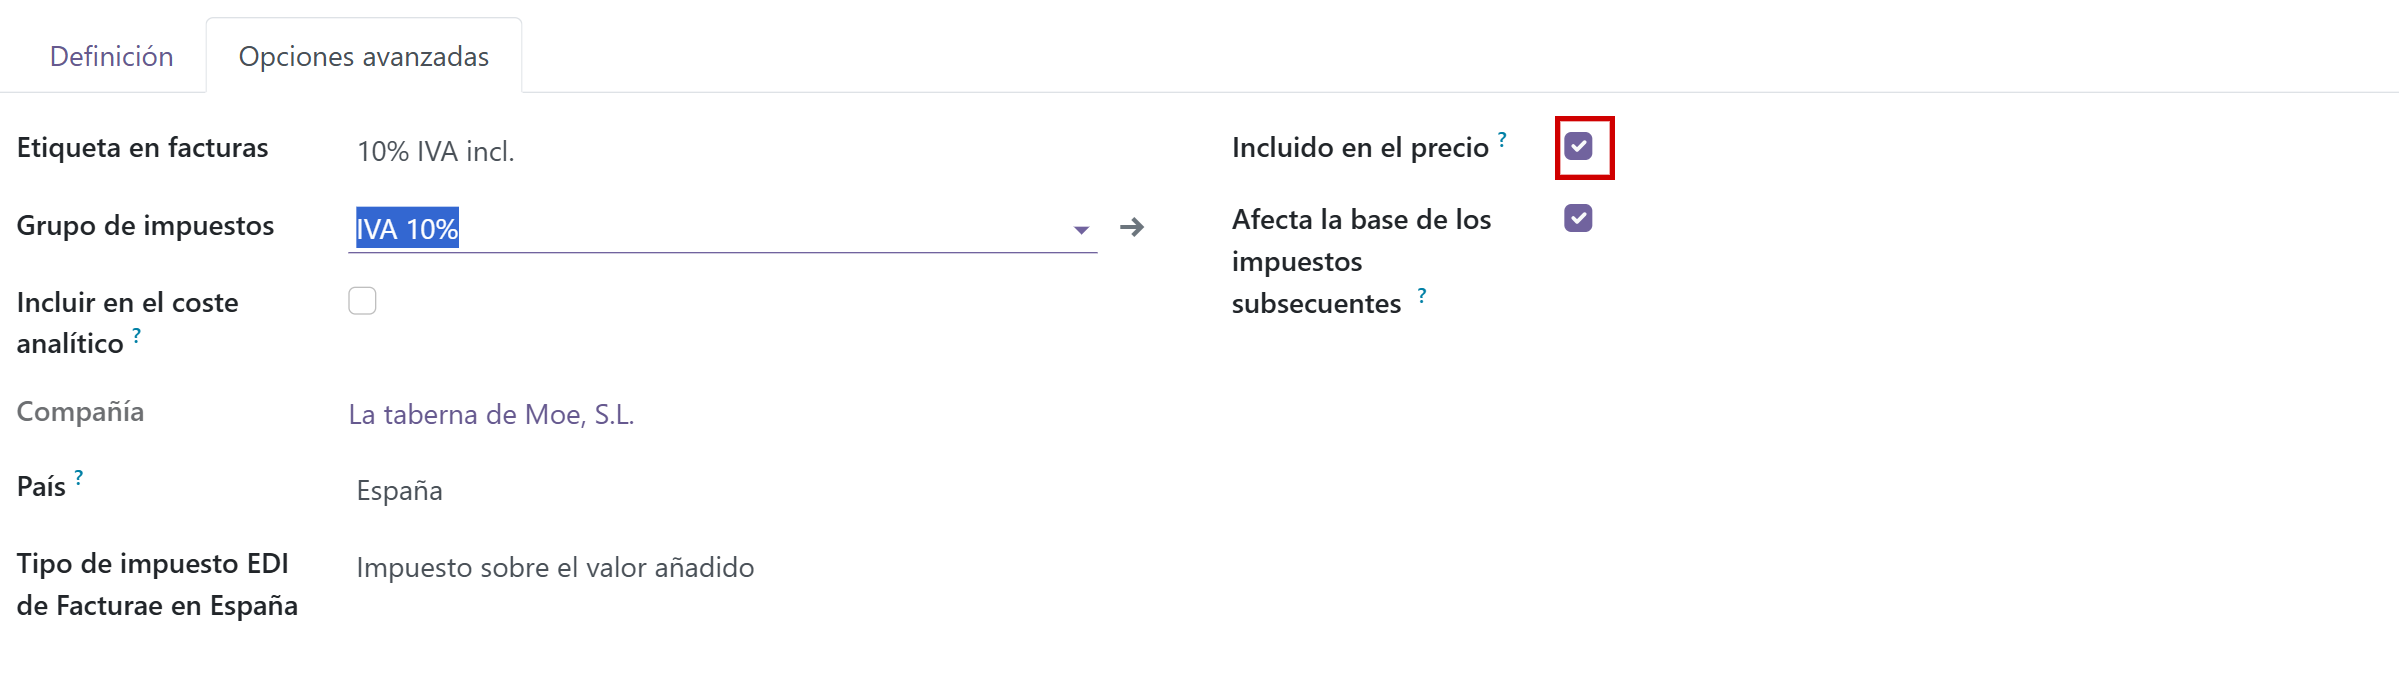 Definición
Opciones avanzadas
Etiqueta en facturas
10% IVA incl.
Grupo de impuestos
IVA 10%
Incluir en el coste
analítico ?
Compañía
La taberna de Moe, S.L.
País ?
España
Tipo de impuesto EDI
de Facturae en España
Impuesto sobre el valor añadido
Incluido en el precio ?
Afecta la base de los
impuestos
subsecuentes ?